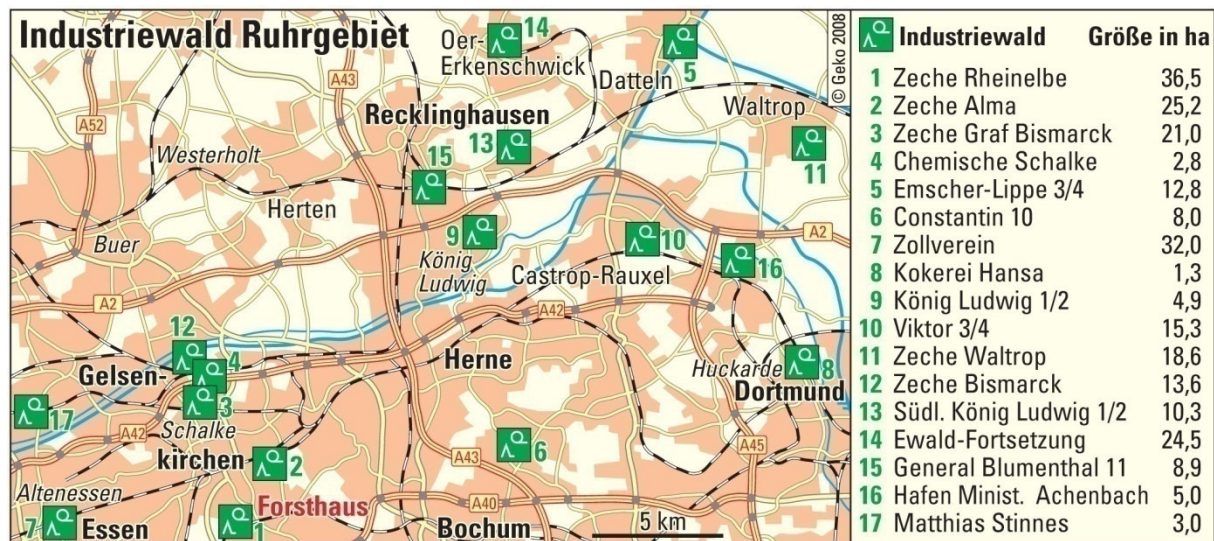 Industriewald Ruhrgebiet
14
Oer-
Erkenschwick
5
Datteln
A43
A52
Recklinghausen
Waltrop
13
11
15
Westerholt
Herten
9
10
A2
Buer
König
Ludwig
16
Castrop-Rauxel
A2
A42
12
4
Herne
Gelsen-
Huckarde
8
Dortmund
3
17
Schalke
A42
kirchen
2
6
A43
A45
Altenessen
Forsthaus
A40
7
Essen
1
Bochum
5 km
© Geko 2008
Industriewald Größe in ha
1 Zeche Rheinelbe 36,5
2 Zeche Alma 25,2
3 Zeche Graf Bismarck 21,0
4 Chemische Schalke 2,8
5 Emscher-Lippe 3/4 12,8
6 Constantin 10 8,0
7 Zollverein 32,0
8 Kokerei Hansa 1,3
9 König Ludwig 1/2 4,9
10 Viktor 3/4 15,3
11 Zeche Waltrop 18,6
12 Zeche Bismarck 13,6
13 Südl. König Ludwig 1/2 10,3
14 Ewald-Fortsetzung 24,5
15 General Blumenthal 11 8,9
16 Hafen Minist. Achenbach 5,0
17 Matthias Stinnes 3,0